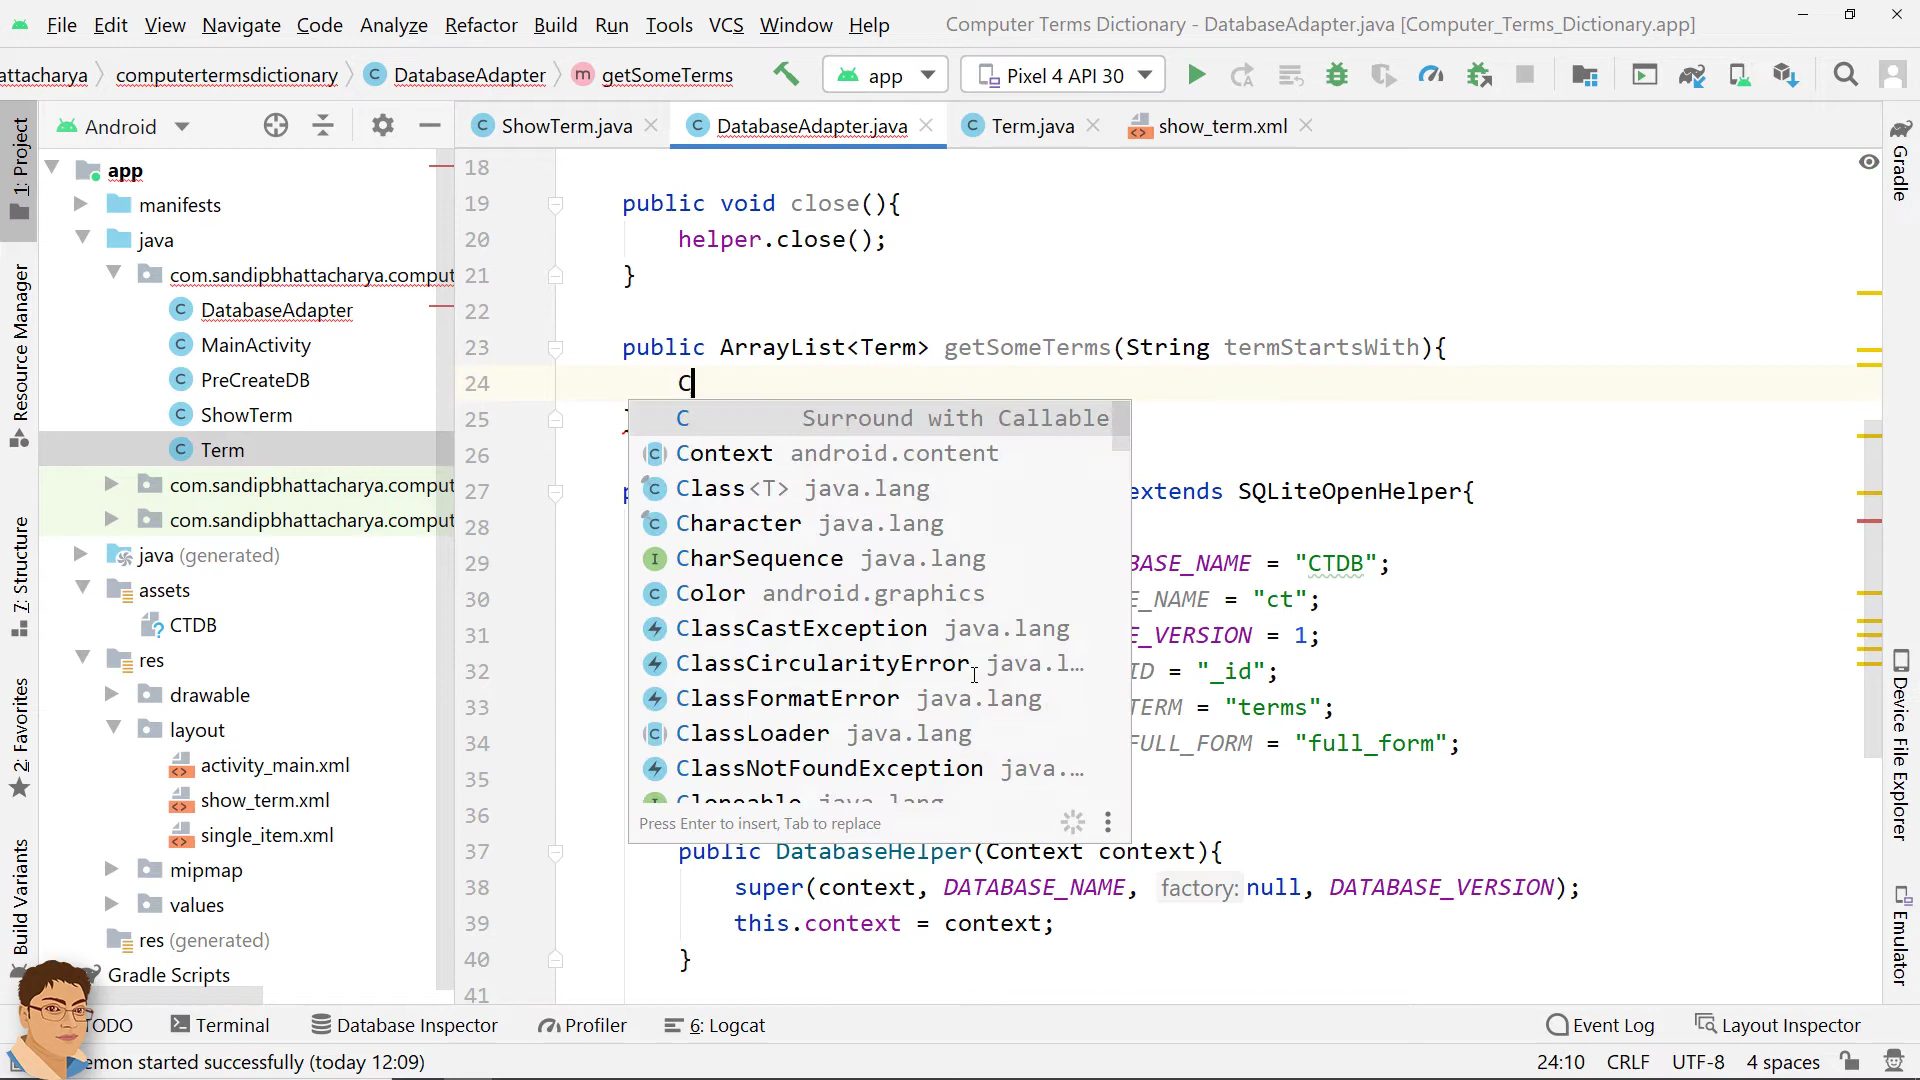 File Edit View Navigate Code Analyze Refactor Build Run Tools VCS Window Help Computer Terms Dictionary - DatabaseAdapter.java [Computer_Terms_Dictionary.app]
attacharya computertermsdictionary DatabaseAdapter getSomeTerms app Pixel 4 API 30
Android
ShowTerm.java DatabaseAdapter.java Term.java show_term.xml
1: Project
Resource Manager
7: Structure
2: Favorites
Build Variants
app
manifests
java
com.sandipbhattacharya.comput
DatabaseAdapter
MainActivity
PreCreateDB
ShowTerm
Term
com.sandipbhattacharya.comput
com.sandipbhattacharya.comput
java (generated)
assets
CTDB
res
drawable
layout
activity_main.xml
show_term.xml
single_item.xml
mipmap
values
res (generated)
Gradle Scripts
18
19 public void close(){
20 helper.close();
21 }
22
23 public ArrayList<Term> getSomeTerms(String termStartsWith){
24 C
25
26
27 extends SQLiteOpenHelper{
28
29 BASE_NAME = "CTDB";
30 E_NAME = "ct";
31 E_VERSION = 1;
32 ID = "_id";
33 TERM = "terms";
34 FULL_FORM = "full_form";
35
36
37 public DatabaseHelper(Context context){
38 super(context, DATABASE_NAME, factory: null, DATABASE_VERSION);
39 this.context = context;
40 }
41
C Surround with Callable
Context android.content
Class<T> java.lang
Character java.lang
CharSequence java.lang
Color android.graphics
ClassCastException java.lang
ClassCircularityError java.l…
ClassFormatError java.lang
ClassLoader java.lang
ClassNotFoundException java.…
Cloneable java.lang
Press Enter to insert, Tab to replace
Gradle
Device File Explorer
Emulator
TODO Terminal Database Inspector Profiler 6: Logcat Event Log Layout Inspector
emon started successfully (today 12:09) 24:10 CRLF UTF-8 4 spaces